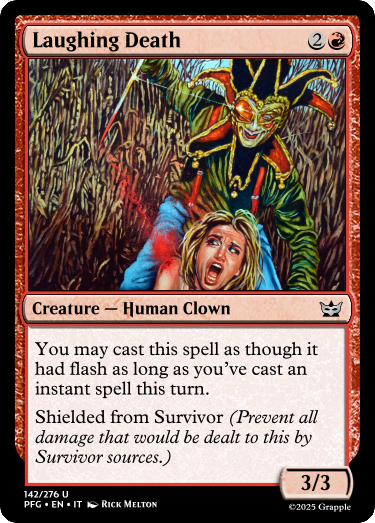 Laughing Death 2
Creature — Human Clown
You may cast this spell as though it
had flash as long as you've cast an
instant spell this turn.
Shielded from Survivor (Prevent all
damage that would be dealt to this by
Survivor sources.)
3/3
142/276 U
PFG • EN • IT Rick Melton
©2025 Grapple